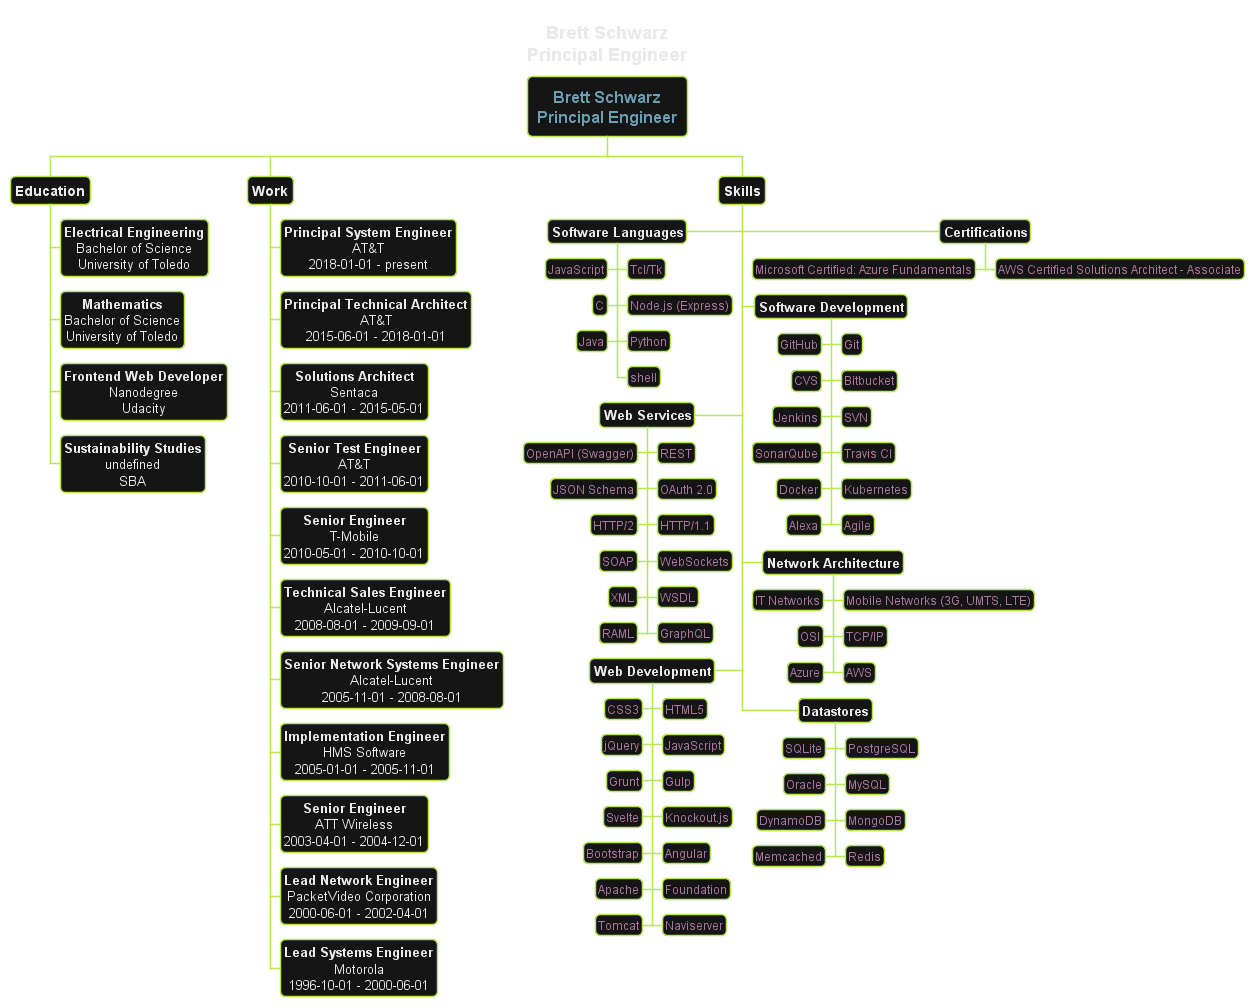 Brett Schwarz
Principal Engineer
Brett Schwarz
Principal Engineer
Education
Electrical Engineering
Bachelor of Science
University of Toledo
Mathematics
Bachelor of Science
University of Toledo
Frontend Web Developer
Nanodegree
Udacity
Sustainability Studies
undefined
SBA
Work
Principal System Engineer
AT&T
2018-01-01 - present
Principal Technical Architect
AT&T
2015-06-01 - 2018-01-01
Solutions Architect
Sentaca
2011-06-01 - 2015-05-01
Senior Test Engineer
AT&T
2010-10-01 - 2011-06-01
Senior Engineer
T-Mobile
2010-05-01 - 2010-10-01
Technical Sales Engineer
Alcatel-Lucent
2008-08-01 - 2009-09-01
Senior Network Systems Engineer
Alcatel-Lucent
2005-11-01 - 2008-08-01
Implementation Engineer
HMS Software
2005-01-01 - 2005-11-01
Senior Engineer
ATT Wireless
2003-04-01 - 2004-12-01
Lead Network Engineer
PacketVideo Corporation
2000-06-01 - 2002-04-01
Lead Systems Engineer
Motorola
1996-10-01 - 2000-06-01
Skills
Software Languages
JavaScript
Tcl/Tk
C
Node.js (Express)
Java
Python
shell
Web Services
OpenAPI (Swagger)
REST
JSON Schema
OAuth 2.0
HTTP/2
HTTP/1.1
SOAP
WebSockets
XML
WSDL
RAML
GraphQL
Web Development
CSS3
HTML5
jQuery
JavaScript
Grunt
Gulp
Svelte
Knockout.js
Bootstrap
Angular
Apache
Foundation
Tomcat
Naviserver
Certifications
Microsoft Certified: Azure Fundamentals
AWS Certified Solutions Architect - Associate
Software Development
GitHub
Git
CVS
Bitbucket
Jenkins
SVN
SonarQube
Travis CI
Docker
Kubernetes
Alexa
Agile
Network Architecture
IT Networks
Mobile Networks (3G, UMTS, LTE)
OSI
TCP/IP
Azure
AWS
Datastores
SQLite
PostgreSQL
Oracle
MySQL
DynamoDB
MongoDB
Memcached
Redis